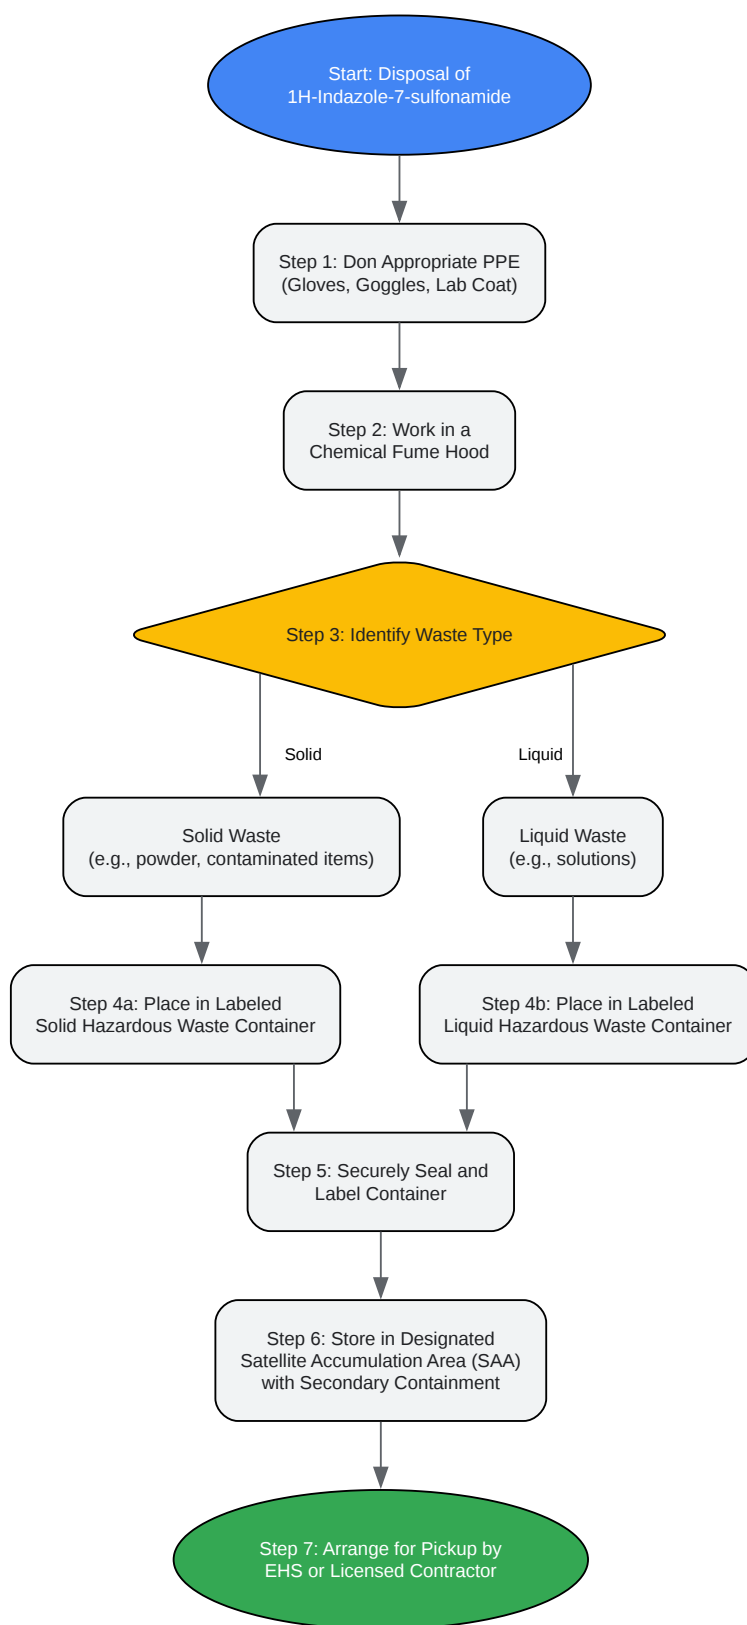 Start: Disposal of
1H-Indazole-7-sulfonamide
Step 1: Don Appropriate PPE
(Gloves, Goggles, Lab Coat)
Step 2: Work in a
Chemical Fume Hood
Step 3: Identify Waste Type
Solid
Liquid
Solid Waste
(e.g., powder, contaminated items)
Liquid Waste
(e.g., solutions)
Step 4a: Place in Labeled
Solid Hazardous Waste Container
Step 4b: Place in Labeled
Liquid Hazardous Waste Container
Step 5: Securely Seal and
Label Container
Step 6: Store in Designated
Satellite Accumulation Area (SAA)
with Secondary Containment
Step 7: Arrange for Pickup by
EHS or Licensed Contractor